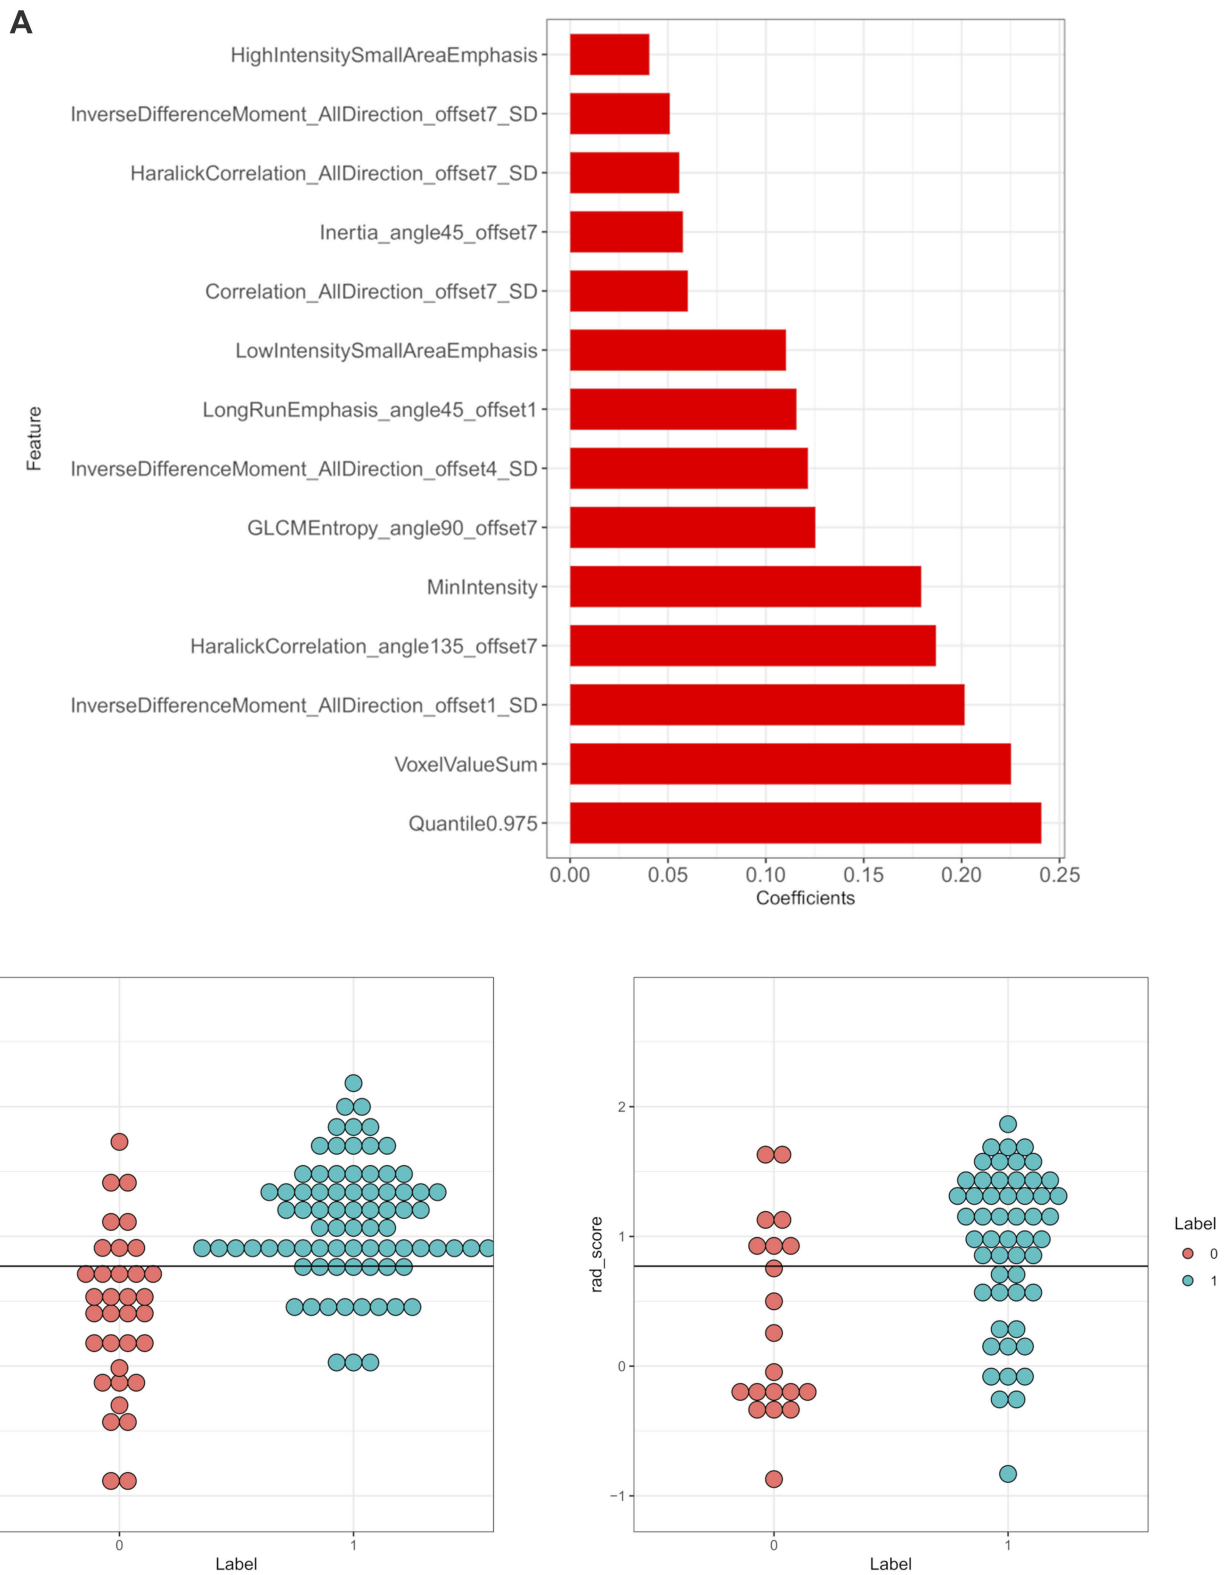 A
HighIntensitySmallAreaEmphasis
InverseDifferenceMoment_AllDirection_offset7_SD
HaralickCorrelation_AllDirection_offset7_SD
Inertia_angle45_offset7
Correlation_AllDirection_offset7_SD
LowIntensitySmallAreaEmphasis
LongRunEmphasis_angle45_offset1
InverseDifferenceMoment_AllDirection_offset4_SD
GLCMEntropy_angle90_offset7
MinIntensity
HaralickCorrelation_angle135_offset7
InverseDifferenceMoment_AllDirection_offset1_SD
VoxelValueSum
Quantile0.975
Feature
0.00 0.05 0.10 0.15 0.20 0.25
Coefficients
0 1
Label
rad_score
2
1
0
−1
0 1
Label
Label
0
1